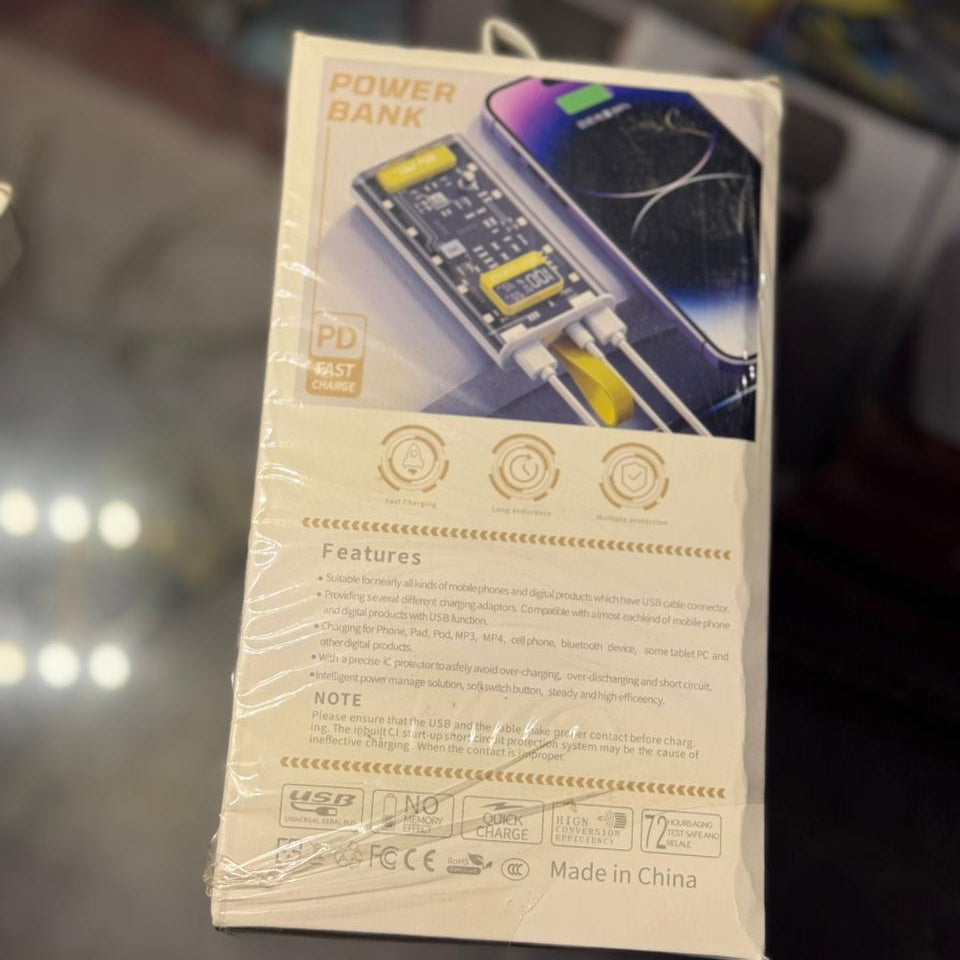 POWER
BANK
100%
PD
FAST
CHARGE
Fast Charging
Long endurance
Multiple protection
Features
• Suitable for nearly all kinds of mobile phones and digital products which have USB cable connector.
• Providing several different charging adaptors. Compatible with almost eachkind of mobile phone
and digital products with USB function.
• Charging for Phone, Pad, Pod, MP3, MP4, cell phone, bluetooth device, some tablet PC and
other digital products.
• With a precise iC protector to asfely avoid over-charging, over-discharging and short circuit.
• Intelligent power manage solution, soft switch button, steady and high efficeency.
NOTE
Please ensure that the USB and the cable make proper contact before charg.
ing. The inbuilt CI start-up short circuit protection system may be the cause of
ineffective charging. When the contact is improper.
USB
UNIVERSAL SERIAL BUS
NO
MEMORY
EFFECT
QUICK
CHARGE
HIGN
CONVERSION
EFFICIENCY
72 HOURS AGING
TEST SAFE AND
RELALE
FC CE RoHS CCC Made in China